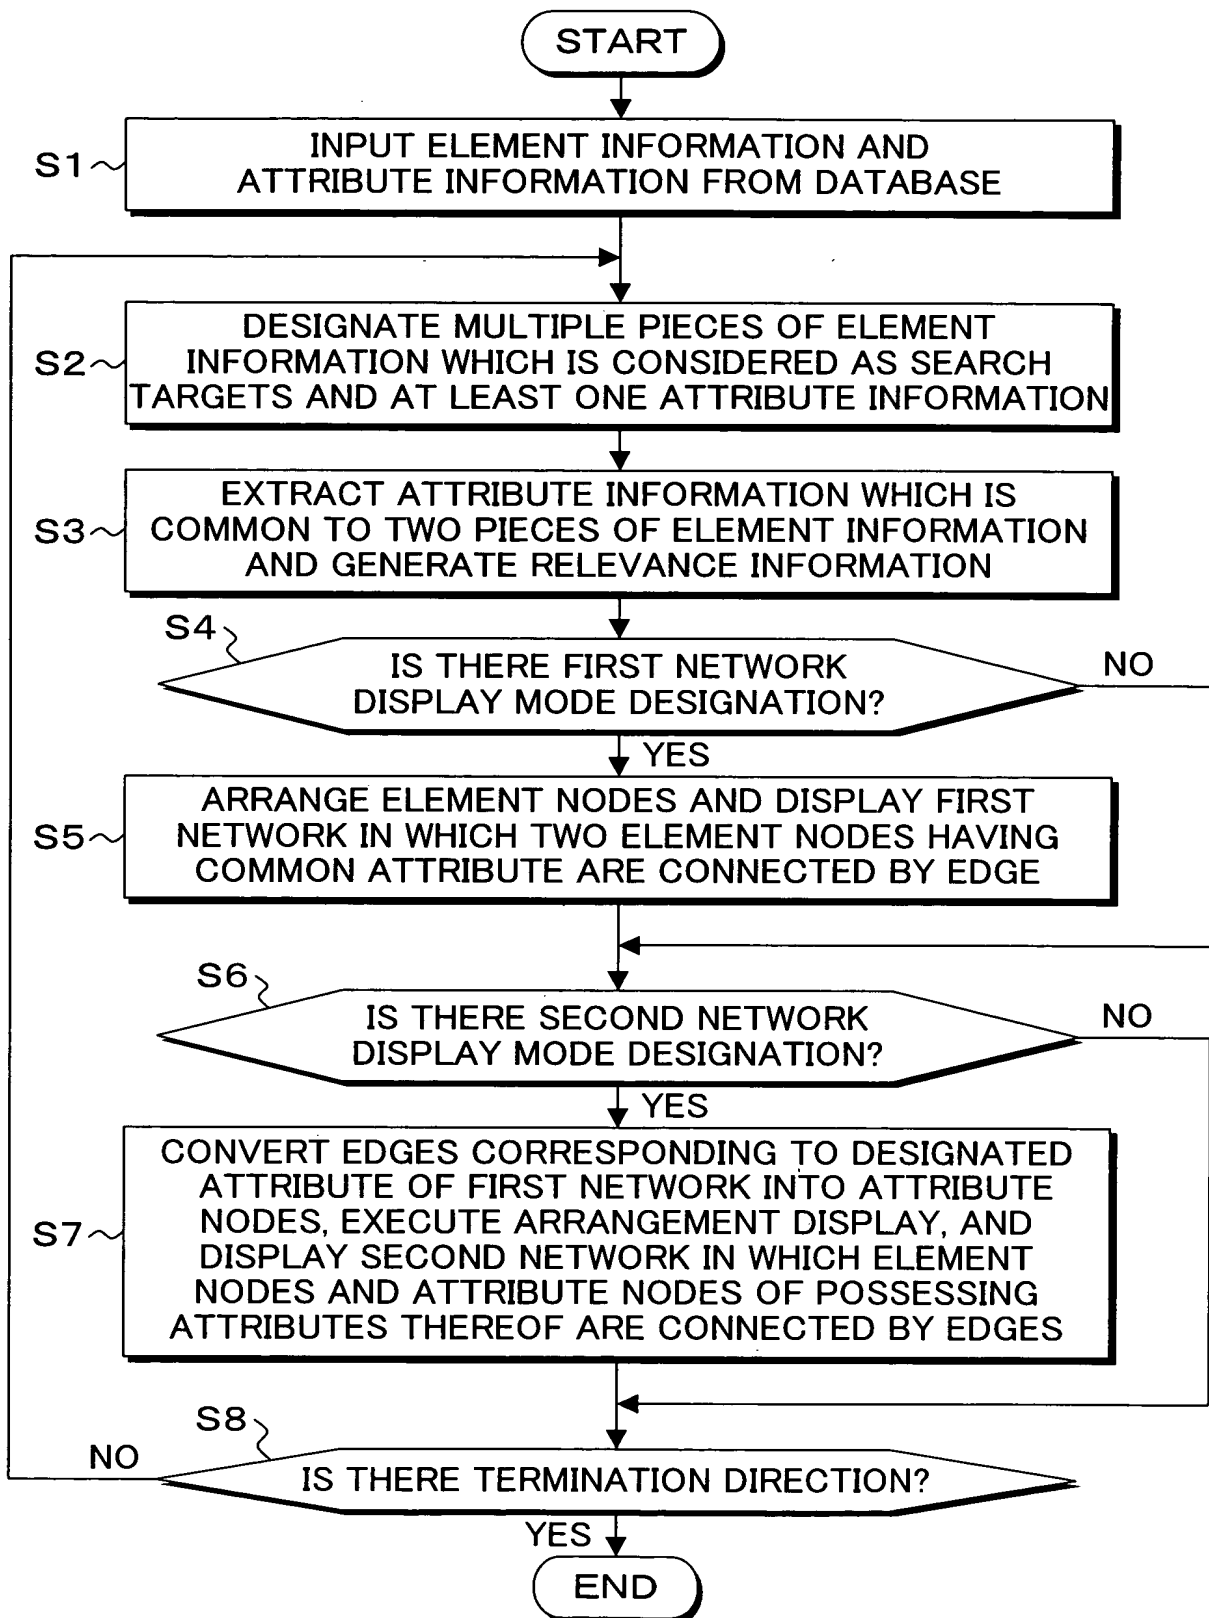 START
S1
INPUT ELEMENT INFORMATION AND
ATTRIBUTE INFORMATION FROM DATABASE
S2
DESIGNATE MULTIPLE PIECES OF ELEMENT
INFORMATION WHICH IS CONSIDERED AS SEARCH
TARGETS AND AT LEAST ONE ATTRIBUTE INFORMATION
S3
EXTRACT ATTRIBUTE INFORMATION WHICH IS
COMMON TO TWO PIECES OF ELEMENT INFORMATION
AND GENERATE RELEVANCE INFORMATION
S4
IS THERE FIRST NETWORK
DISPLAY MODE DESIGNATION?
NO
YES
S5
ARRANGE ELEMENT NODES AND DISPLAY FIRST
NETWORK IN WHICH TWO ELEMENT NODES HAVING
COMMON ATTRIBUTE ARE CONNECTED BY EDGE
S6
IS THERE SECOND NETWORK
DISPLAY MODE DESIGNATION?
NO
YES
S7
CONVERT EDGES CORRESPONDING TO DESIGNATED
ATTRIBUTE OF FIRST NETWORK INTO ATTRIBUTE
NODES, EXECUTE ARRANGEMENT DISPLAY, AND
DISPLAY SECOND NETWORK IN WHICH ELEMENT
NODES AND ATTRIBUTE NODES OF POSSESSING
ATTRIBUTES THEREOF ARE CONNECTED BY EDGES
S8
NO
IS THERE TERMINATION DIRECTION?
YES
END